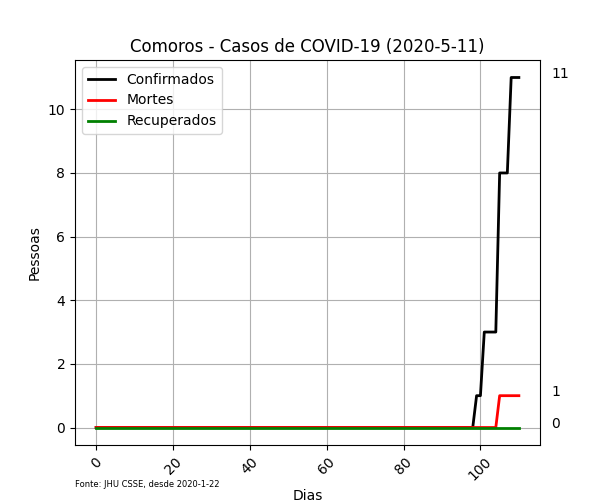 Comoros - Casos de COVID-19 (2020-5-11)
Confirmados
Mortes
Recuperados
11
1
0
10
8
6
4
2
0
Pessoas
0
20
40
60
80
100
Dias
Fonte: JHU CSSE, desde 2020-1-22